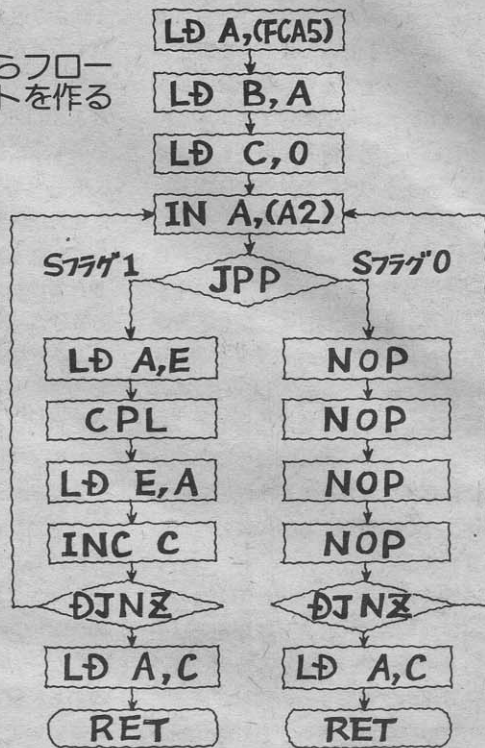 らフロー
トを作る
LD A,(FCA5)
LD B,A
LD C,0
IN A,(A2)
JPP
Sフラグ1
Sフラグ0
LD A,E
CPL
LD E,A
INC C
DJNZ
LD A,C
RET
NOP
NOP
NOP
NOP
DJNZ
LD A,C
RET